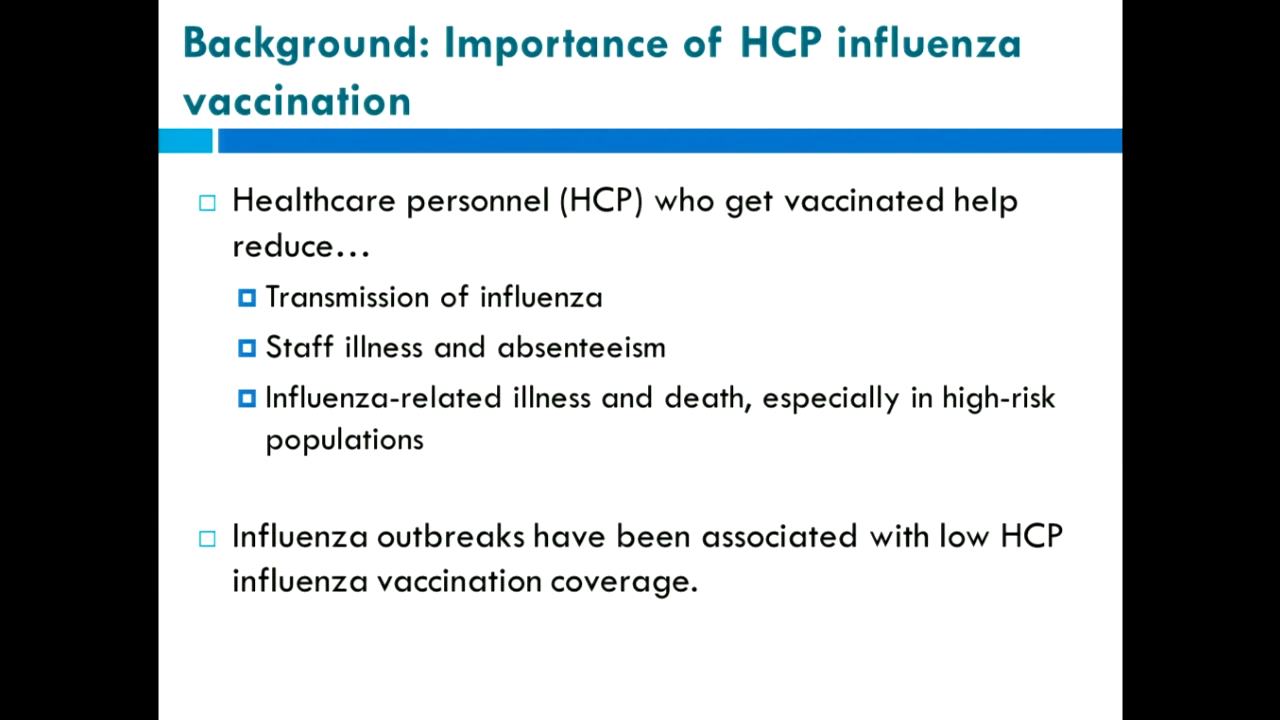 Background: Importance of HCP influenza
vaccination
Healthcare personnel (HCP) who get vaccinated help
reduce...
Transmission of influenza
Staff illness and absenteeism
Influenza-related illness and death, especially in high-risk
populations
Influenza outbreaks have been associated with low HCP
influenza vaccination coverage.